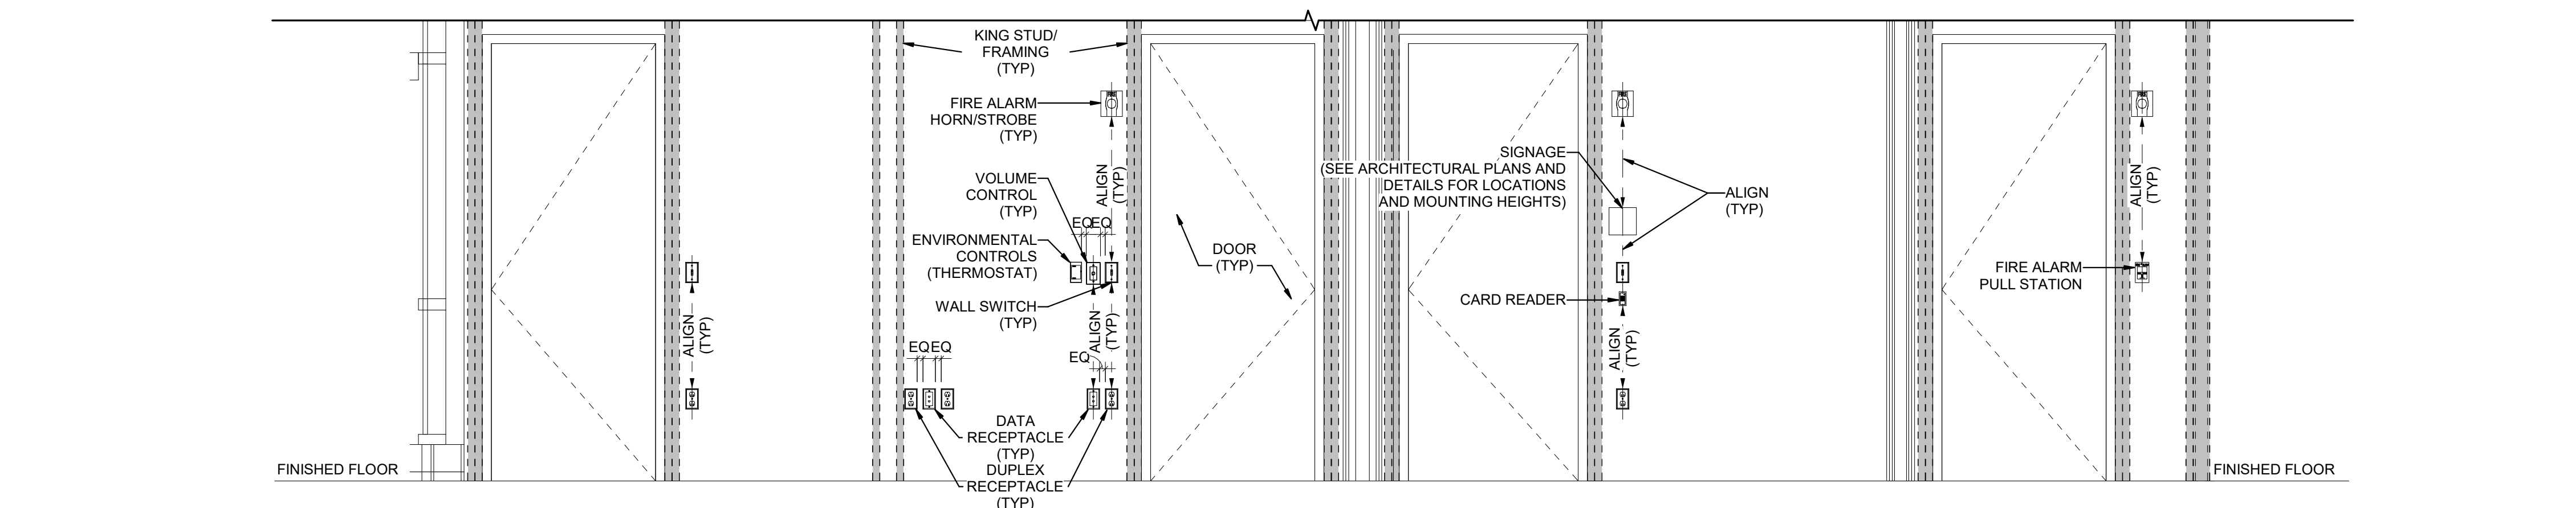 KING STUD/
FRAMING
(TYP)
FIRE ALARM
HORN/STROBE
(TYP)
VOLUME
CONTROL
(TYP)
ALIGN
(TYP)
EQ EQ
ENVIRONMENTAL
CONTROLS
(THERMOSTAT)
WALL SWITCH
(TYP)
ALIGN
(TYP)
ALIGN
(TYP)
EQ EQ
EQ
DATA
RECEPTACLE
(TYP)
DUPLEX
RECEPTACLE
(TYP)
DOOR
(TYP)
SIGNAGE
(SEE ARCHITECTURAL PLANS AND
DETAILS FOR LOCATIONS
AND MOUNTING HEIGHTS)
ALIGN
(TYP)
CARD READER
ALIGN
(TYP)
ALIGN
(TYP)
FIRE ALARM
PULL STATION
FINISHED FLOOR
FINISHED FLOOR